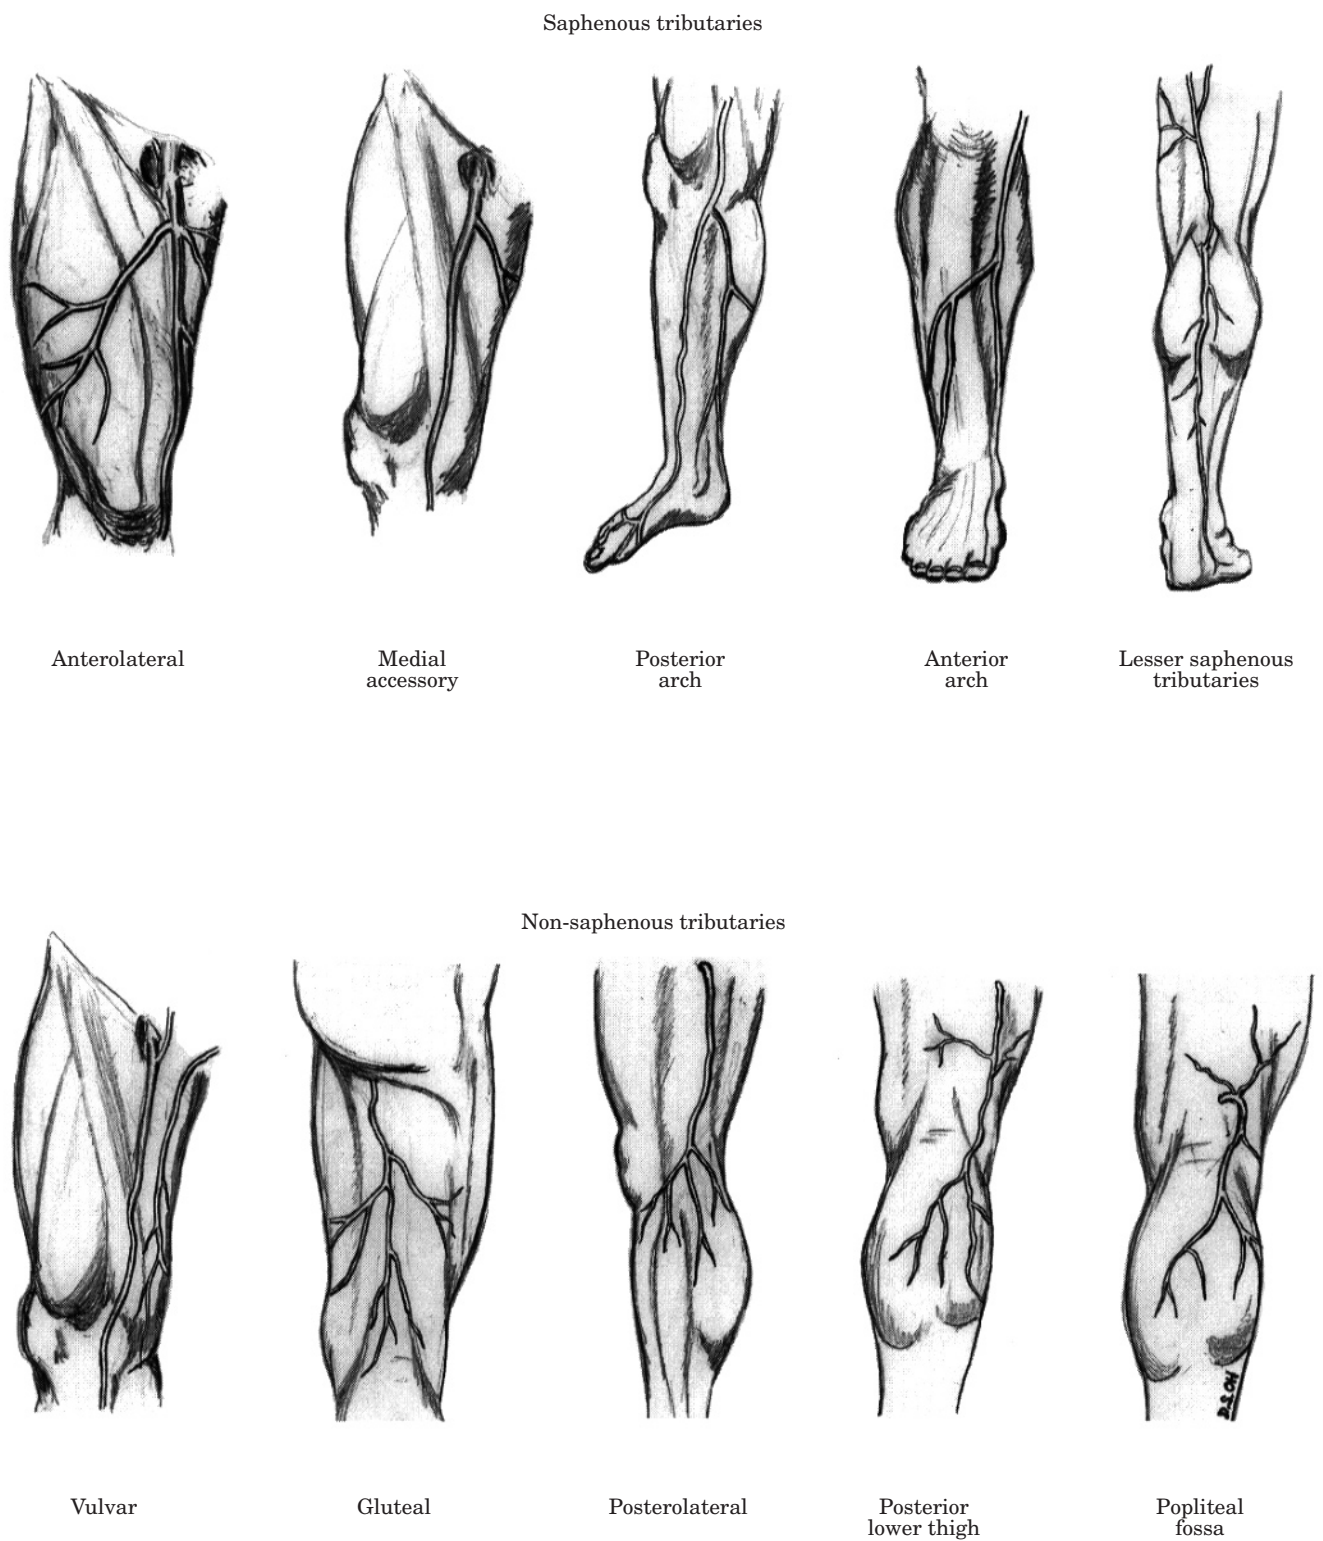 Saphenous tributaries
Anterolateral
Medial
accessory
Posterior
arch
Anterior
arch
Lesser saphenous
tributaries
Non-saphenous tributaries
D.S.OH
Vulvar
Gluteal
Posterolateral
Posterior
lower thigh
Popliteal
fossa